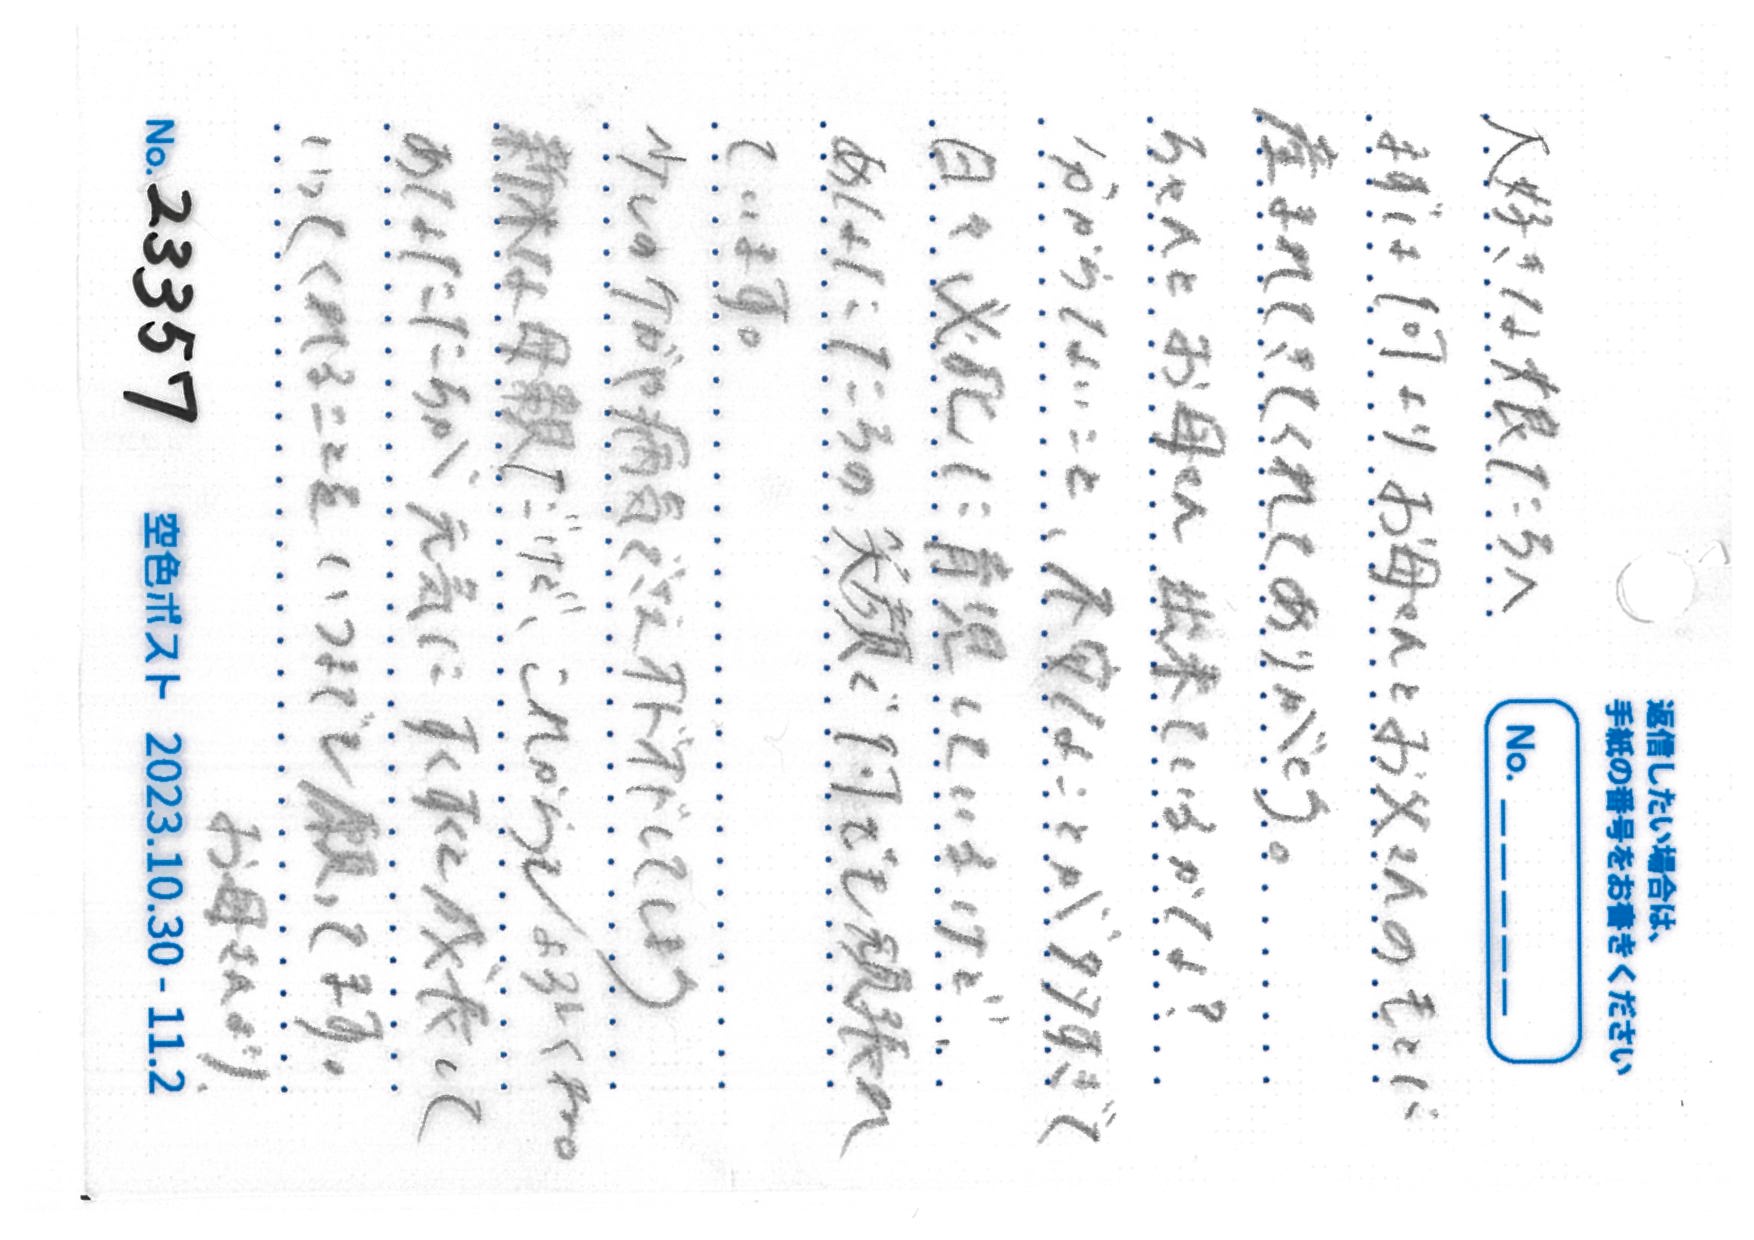 返信したい場合は、
手紙の番号をお書きください
No. _ _ _ _ _
大好きな娘たちへ
まずは何よりお母さんとお父さんのもとに
産まれてきてくれてありがとう。
ちゃんとお母さん出来ているかな?
分からないこと、不安なことが多すぎて
日々必死に育児しているけど、
あなたたちの笑顔で何でも頑張れ
ています。
少しのケガや病気でさえオドオドしてしまう
新米な母親だけど、これからもよろしくね。
あなたたちが元気にすくすくと成長して
いってくれることをいつまでも願ってます。
お母さんより
No. 23357 空色ポスト 2023.10.30 - 11.2